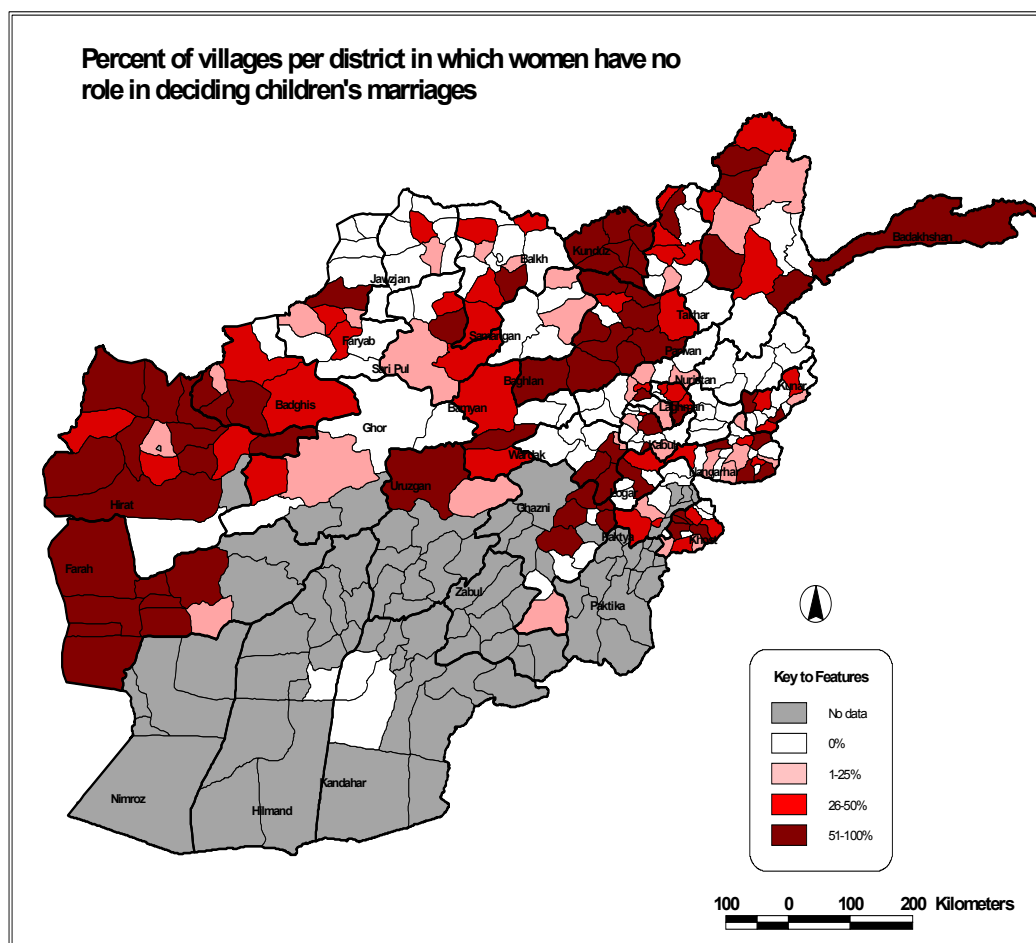 Percent of villages per district in which women have no
role in deciding children's marriages
Badakhshan
Kunduz
Balkh
Jawzjan
Takhar
Samangan
Faryab
Parwan
Sari Pul
Baghlan
Nuristan
Kunar
Badghis
Bamyan
Laghman
Ghor
Kabul
Wardak
Nangarhar
Uruzgan
Logar
Hirat
Ghazni
Paktya
Khost
Farah
Zabul
Paktika
Key to Features
No data
0%
1-25%
26-50%
51-100%
Kandahar
Nimroz
Hilmand
100 0 100 200 Kilometers